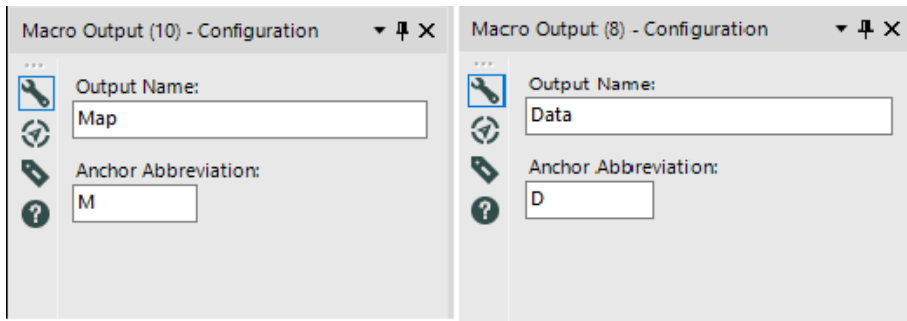 Macro Output (10) - Configuration
Output Name:
Map
Anchor Abbreviation:
M
Macro Output (8) - Configuration
Output Name:
Data
Anchor Abbreviation:
D